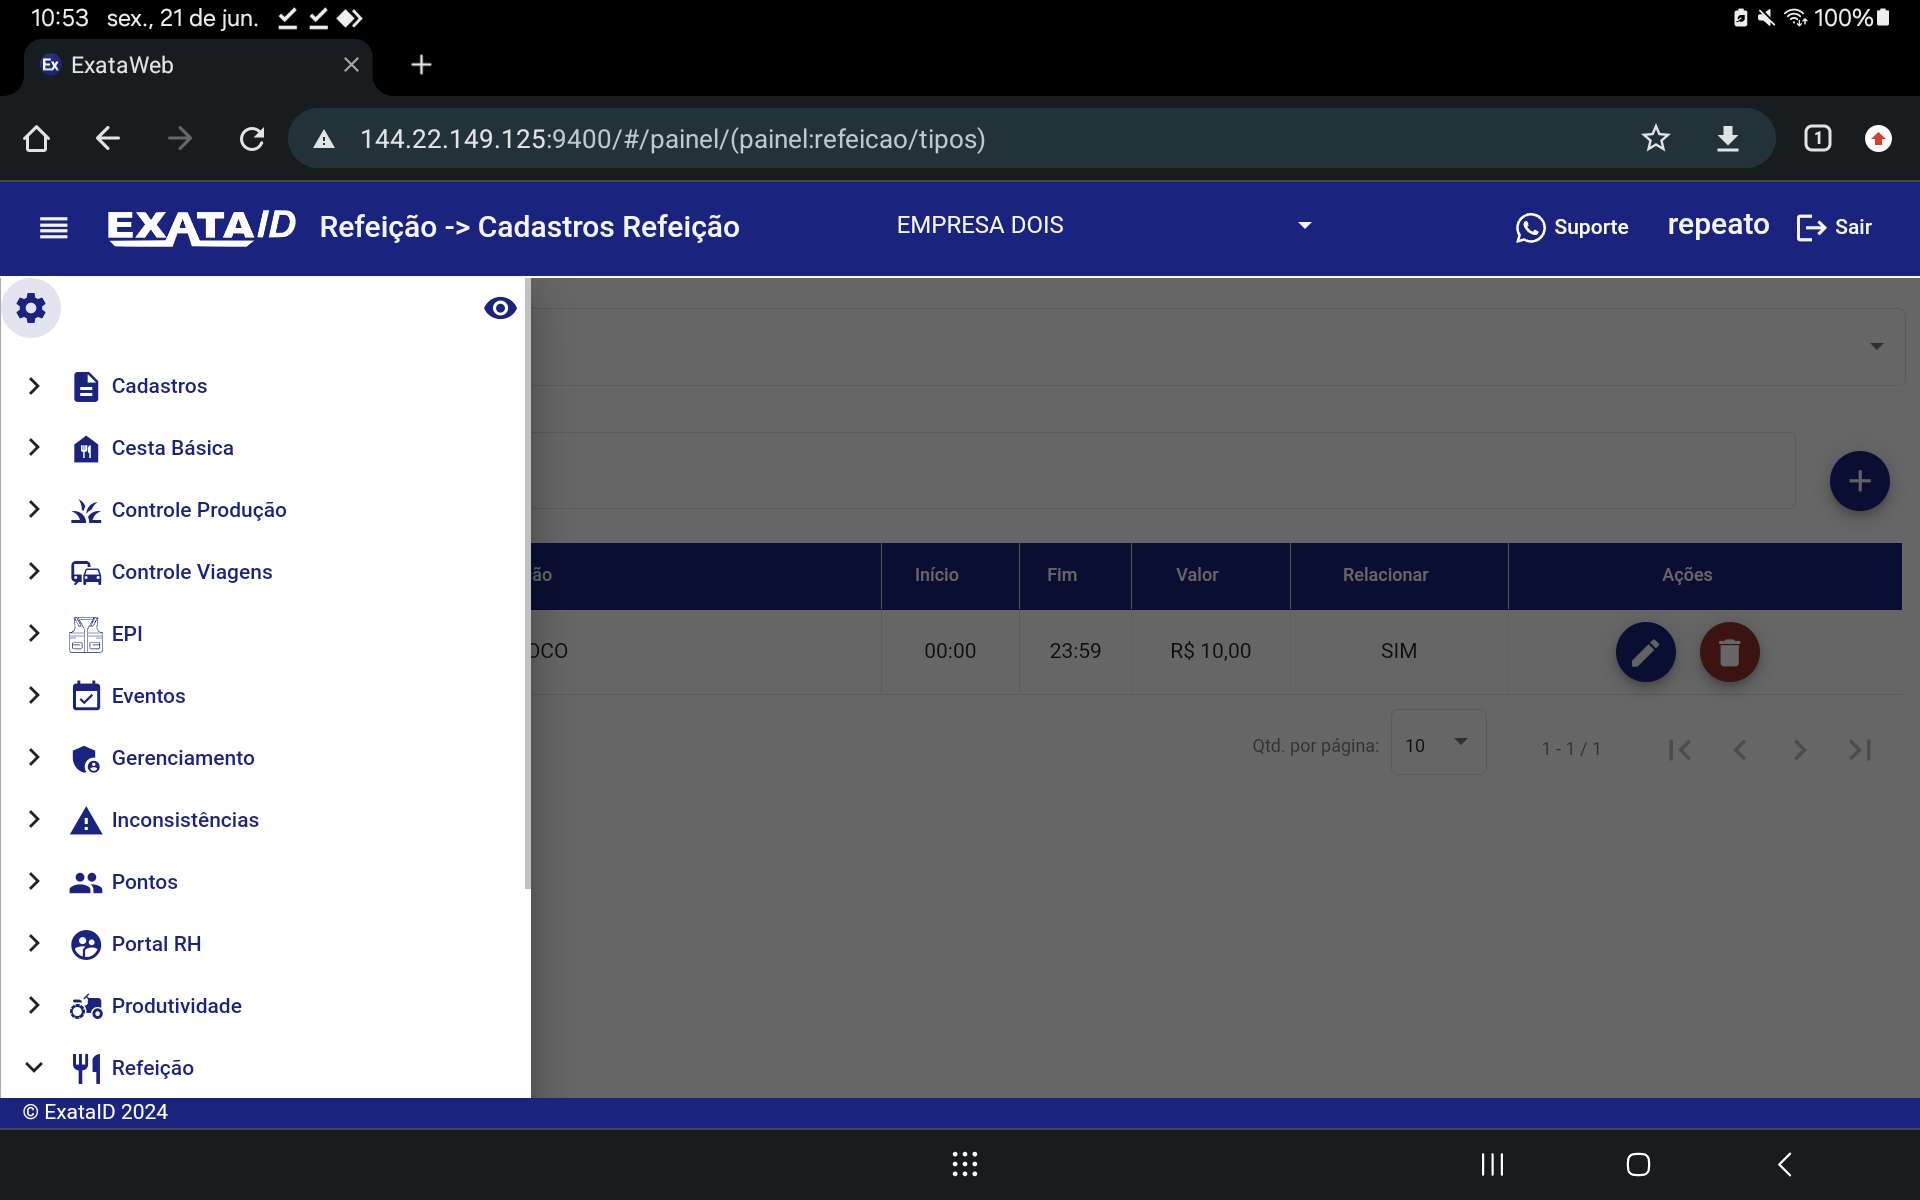 10:53 sex., 21 de jun.
100%
Ex ExataWeb
144.22.149.125:9400/#/painel/(painel:refeicao/tipos)
1
EXATAID Refeição -> Cadastros Refeição
EMPRESA DOIS
Suporte
repeato
Sair
Cadastros
Cesta Básica
Controle Produção
Controle Viagens
EPI
Eventos
Gerenciamento
Inconsistências
Pontos
Portal RH
Produtividade
Refeição
ão Início Fim Valor Relacionar Ações
OCO 00:00 23:59 R$ 10,00 SIM
Qtd. por página: 10 1 - 1 / 1
© ExataID 2024